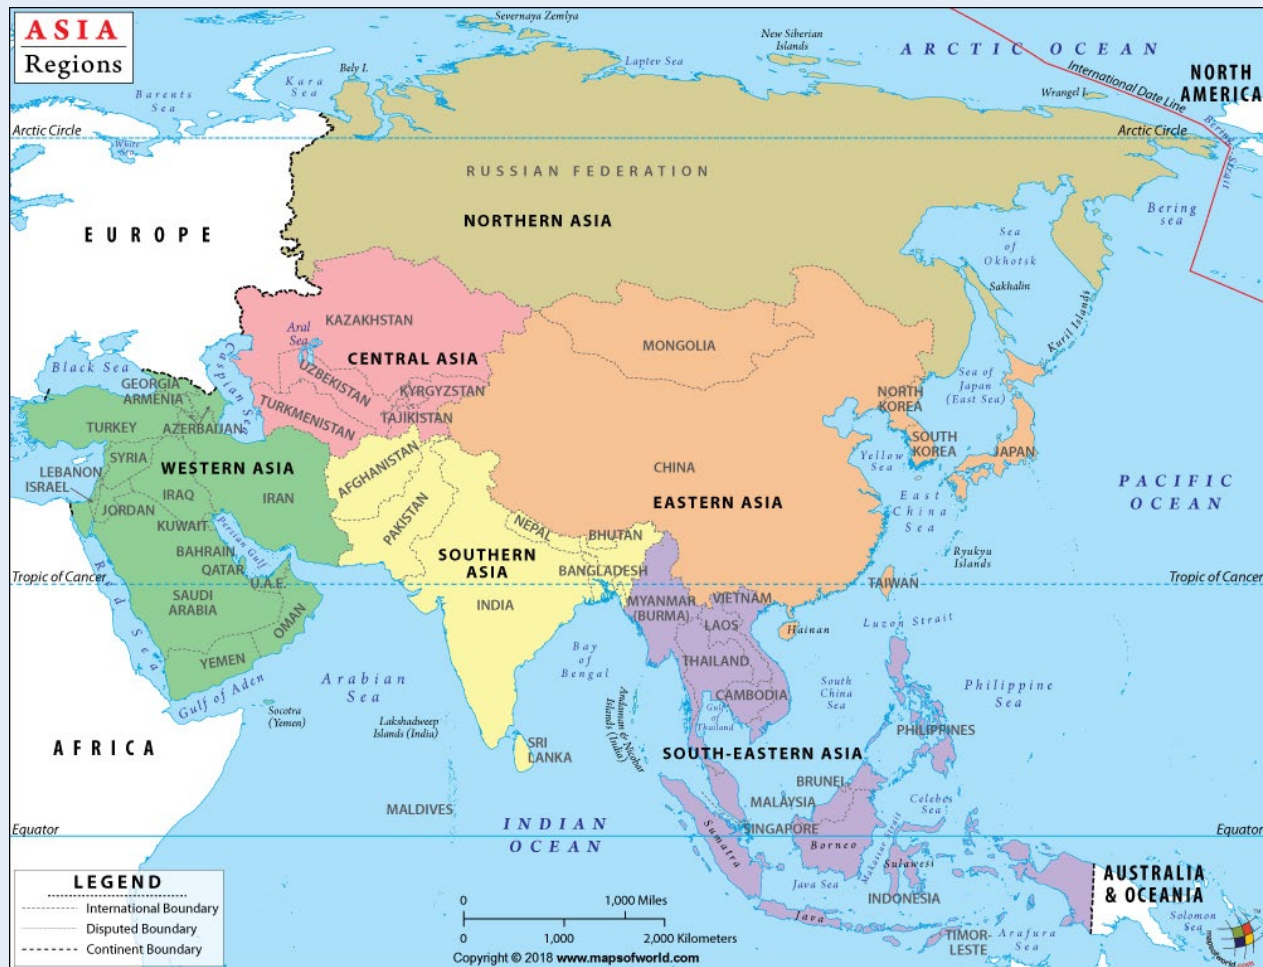 ASIA
Regions
Severnaya Zemlya
New Siberian
Islands
ARCTIC OCEAN
Bely I.
Kara
Sea
Laptev Sea
International Date Line
NORTH
AMERICA
Barents
Sea
Wrangel I.
Arctic Circle
Arctic Circle
White
Sea
Bering Strait
RUSSIAN FEDERATION
NORTHERN ASIA
EUROPE
Bering
sea
Sea
of
Okhotsk
Sakhalin
Kuril Islands
KAZAKHSTAN
Aral
Sea
CENTRAL ASIA
MONGOLIA
Black Sea
Caspian Sea
UZBEKISTAN
KYRGYZSTAN
TURKMENISTAN
TAJIKISTAN
GEORGIA
ARMENIA
AZERBAIJAN
TURKEY
NORTH
KOREA
Sea of
Japan
(East Sea)
SOUTH
KOREA
JAPAN
Yellow
Sea
SYRIA
WESTERN ASIA
LEBANON
ISRAEL
IRAQ
IRAN
JORDAN
KUWAIT
AFGHANISTAN
PAKISTAN
CHINA
EASTERN ASIA
PACIFIC
OCEAN
East
China
Sea
NEPAL
BHUTAN
Persian Gulf
BAHRAIN
QATAR
U.A.E.
SOUTHERN
ASIA
BANGLADESH
Ryukyu
Islands
Tropic of Cancer
Tropic of Cancer
Red Sea
SAUDI
ARABIA
OMAN
YEMEN
INDIA
MYANMAR
(BURMA)
VIETNAM
LAOS
TAIWAN
Hainan
Luzon Strait
THAILAND
CAMBODIA
Gulf of Aden
Arabian
Sea
Bay
of
Bengal
Socotra
(Yemen)
Lakshadweep
Islands (India)
Andaman & Nicobar
Islands (India)
Gulf
of
Thailand
South
China
Sea
Philippine
Sea
PHILIPPINES
AFRICA
SRI
LANKA
SOUTH-EASTERN ASIA
BRUNEI
MALDIVES
MALAYSIA
Celebes
Sea
SINGAPORE
Equator
Equator
INDIAN
OCEAN
Sumatra
Borneo
Makassar Strait
Sulawesi
Java Sea
INDONESIA
Java
TIMOR-
LESTE
Arafura
Sea
AUSTRALIA
& OCEANIA
Solomon
Sea
LEGEND
International Boundary
Disputed Boundary
Continent Boundary
0 1,000 Miles
0 1,000 2,000 Kilometers
Copyright © 2018 www.mapsofworld.com
mapsofworld.com